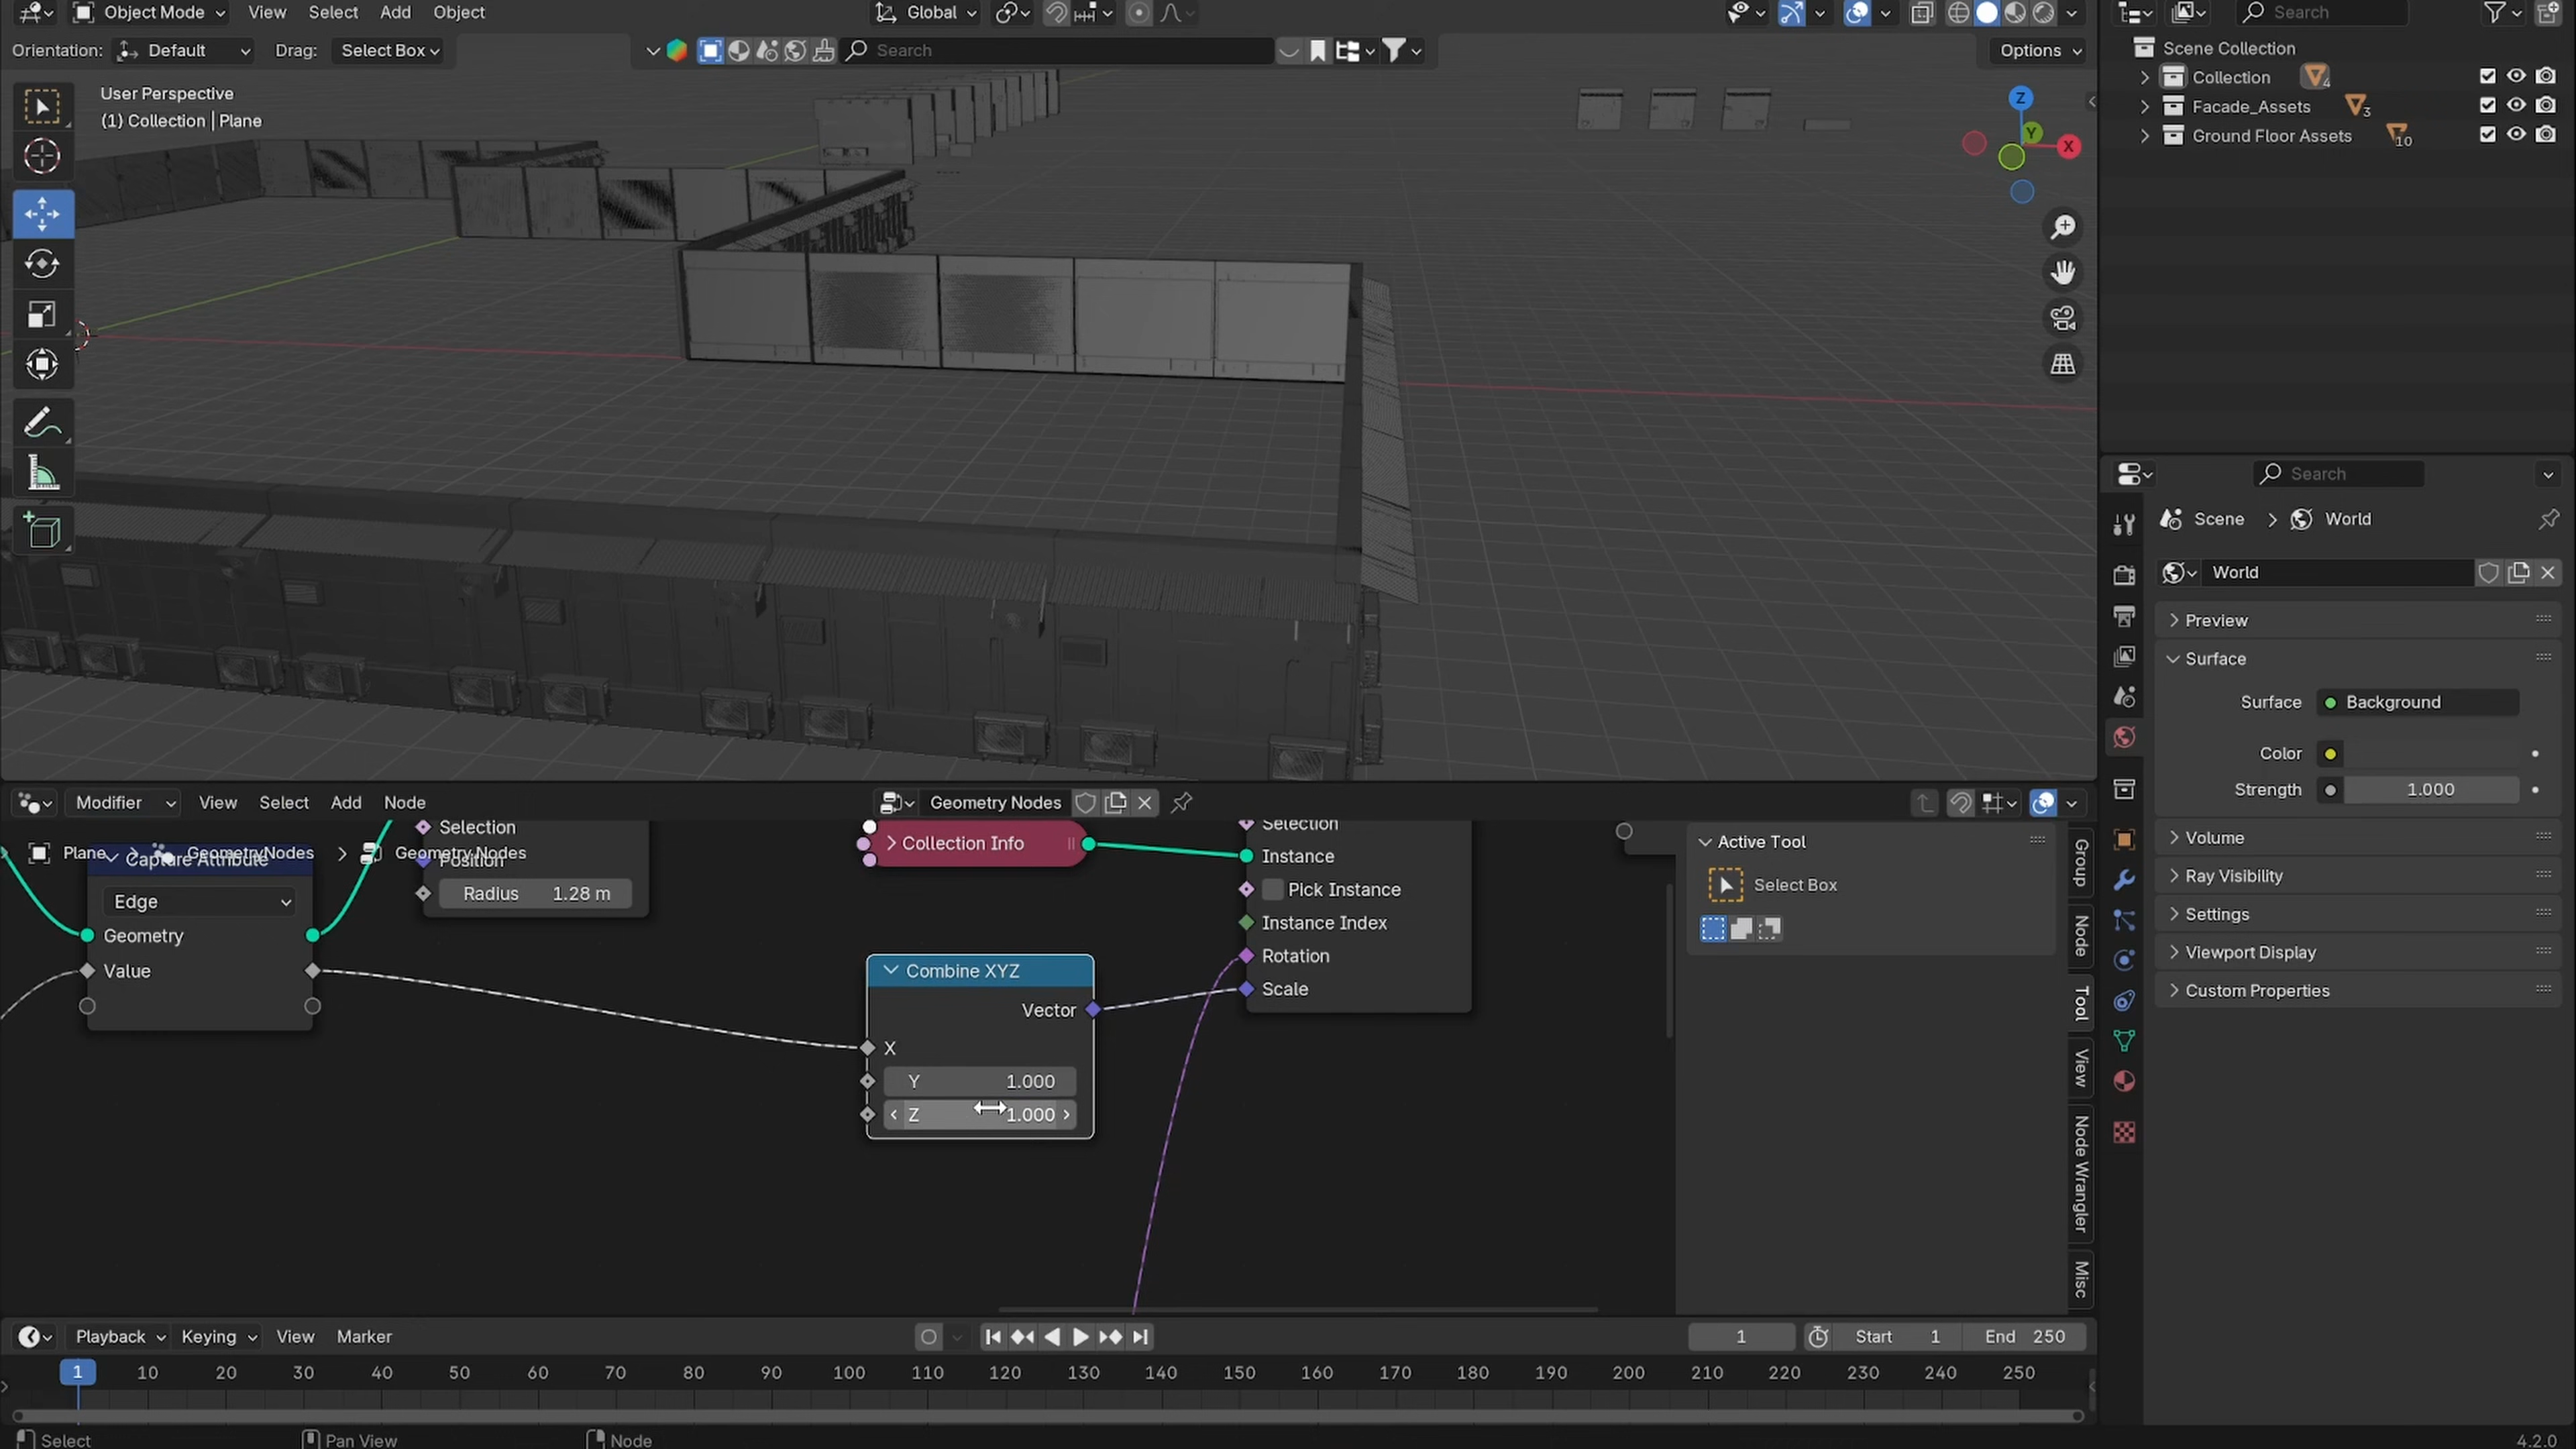 Object Mode View Select Add Object Global Search
Orientation: Default Drag: Select Box Search Options
User Perspective
(1) Collection | Plane
Z
Y
X
Scene Collection
Collection 4
Facade_Assets 3
Ground Floor Assets 10
Search
Scene > World
World
Preview
Surface
Surface Background
Color
Strength 1.000
Volume
Ray Visibility
Settings
Viewport Display
Custom Properties
Modifier View Select Add Node Geometry Nodes
Plane > GeometryNodes > Geometry Nodes
Capture Attribute
Edge
Geometry
Value
Selection
Position
Radius 1.28 m
Collection Info
Selection
Instance
Pick Instance
Instance Index
Rotation
Scale
Combine XYZ
Vector
X
Y 1.000
Z 1.000
Active Tool
Select Box
Group
Node
Tool
View
Node Wrangler
Misc
Playback Keying View Marker 1 Start 1 End 250
1 10 20 30 40 50 60 70 80 90 100 110 120 130 140 150 160 170 180 190 200 210 220 230 240 250
Select Pan View Node 4.2.0